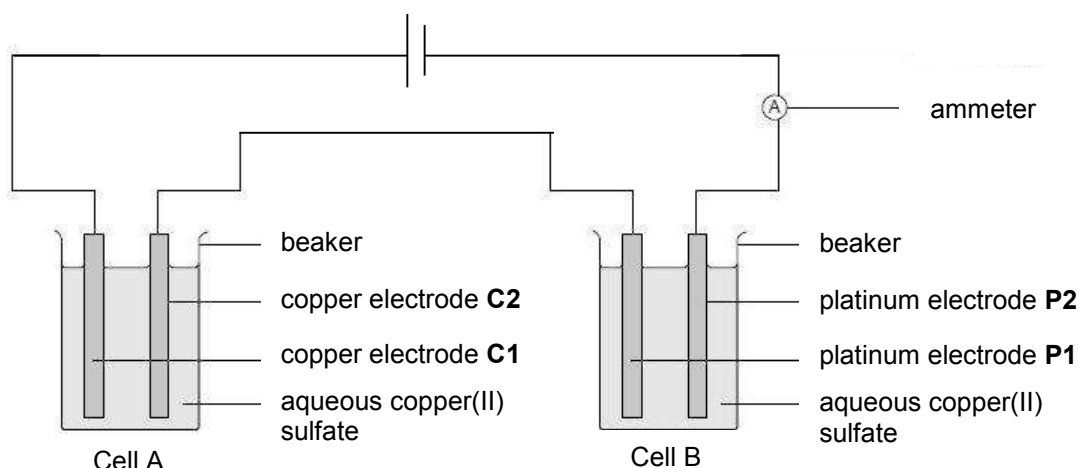 A
ammeter
beaker
copper electrode C2
copper electrode C1
aqueous copper(II)
sulfate
Cell A
beaker
platinum electrode P2
platinum electrode P1
aqueous copper(II)
sulfate
Cell B